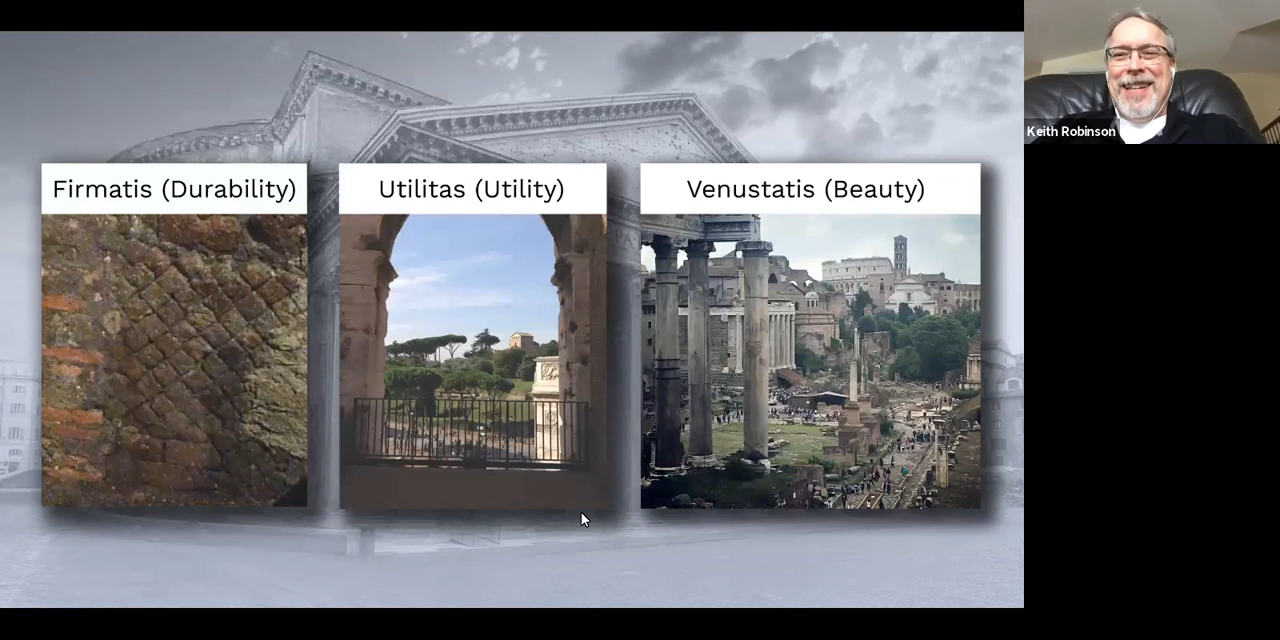 Firmatis (Durability)
Utilitas (Utility)
Venustatis (Beauty)
Keith Robinson